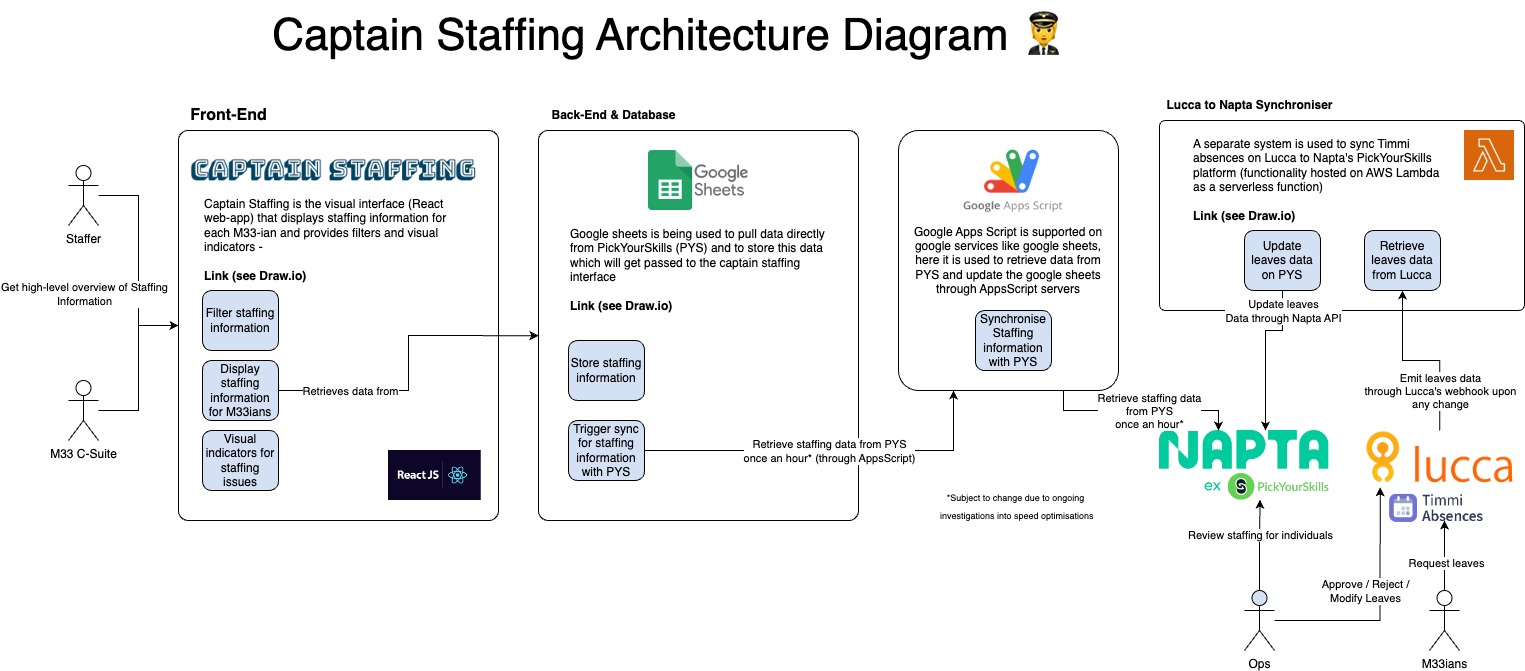 Captain Staffing Architecture Diagram
Staffer
Get high-level overview of Staffing
Information
M33 C-Suite
Front-End
CAPTAIN STAFFING
Captain Staffing is the visual interface (React
web-app) that displays staffing information for
each M33-ian and provides filters and visual
indicators -
Link (see Draw.io)
Filter staffing
information
Display
staffing
information
for M33ians
Visual
indicators for
staffing
issues
React JS
Retrieves data from
Back-End & Database
Google
Sheets
Google sheets is being used to pull data directly
from PickYourSkills (PYS) and to store this data
which will get passed to the captain staffing
interface
Link (see Draw.io)
Store staffing
information
Trigger sync
for staffing
information
with PYS
Retrieve staffing data from PYS
once an hour* (through AppsScript)
Google Apps Script
Google Apps Script is supported on
google services like google sheets,
here it is used to retrieve data from
PYS and update the google sheets
through AppsScript servers
Synchronise
Staffing
information
with PYS
*Subject to change due to ongoing
investigations into speed optimisations
Retrieve staffing data
from PYS
once an hour*
Lucca to Napta Synchroniser
A separate system is used to sync Timmi
absences on Lucca to Napta's PickYourSkills
platform (functionality hosted on AWS Lambda
as a serverless function)
Link (see Draw.io)
Update
leaves data
on PYS
Retrieve
leaves data
from Lucca
Update leaves
Data through Napta API
Emit leaves data
through Lucca's webhook upon
any change
NAPTA
ex PickYourSkills
lucca
Timmi
Absences
Review staffing for individuals
Approve / Reject /
Modify Leaves
Request leaves
Ops
M33ians